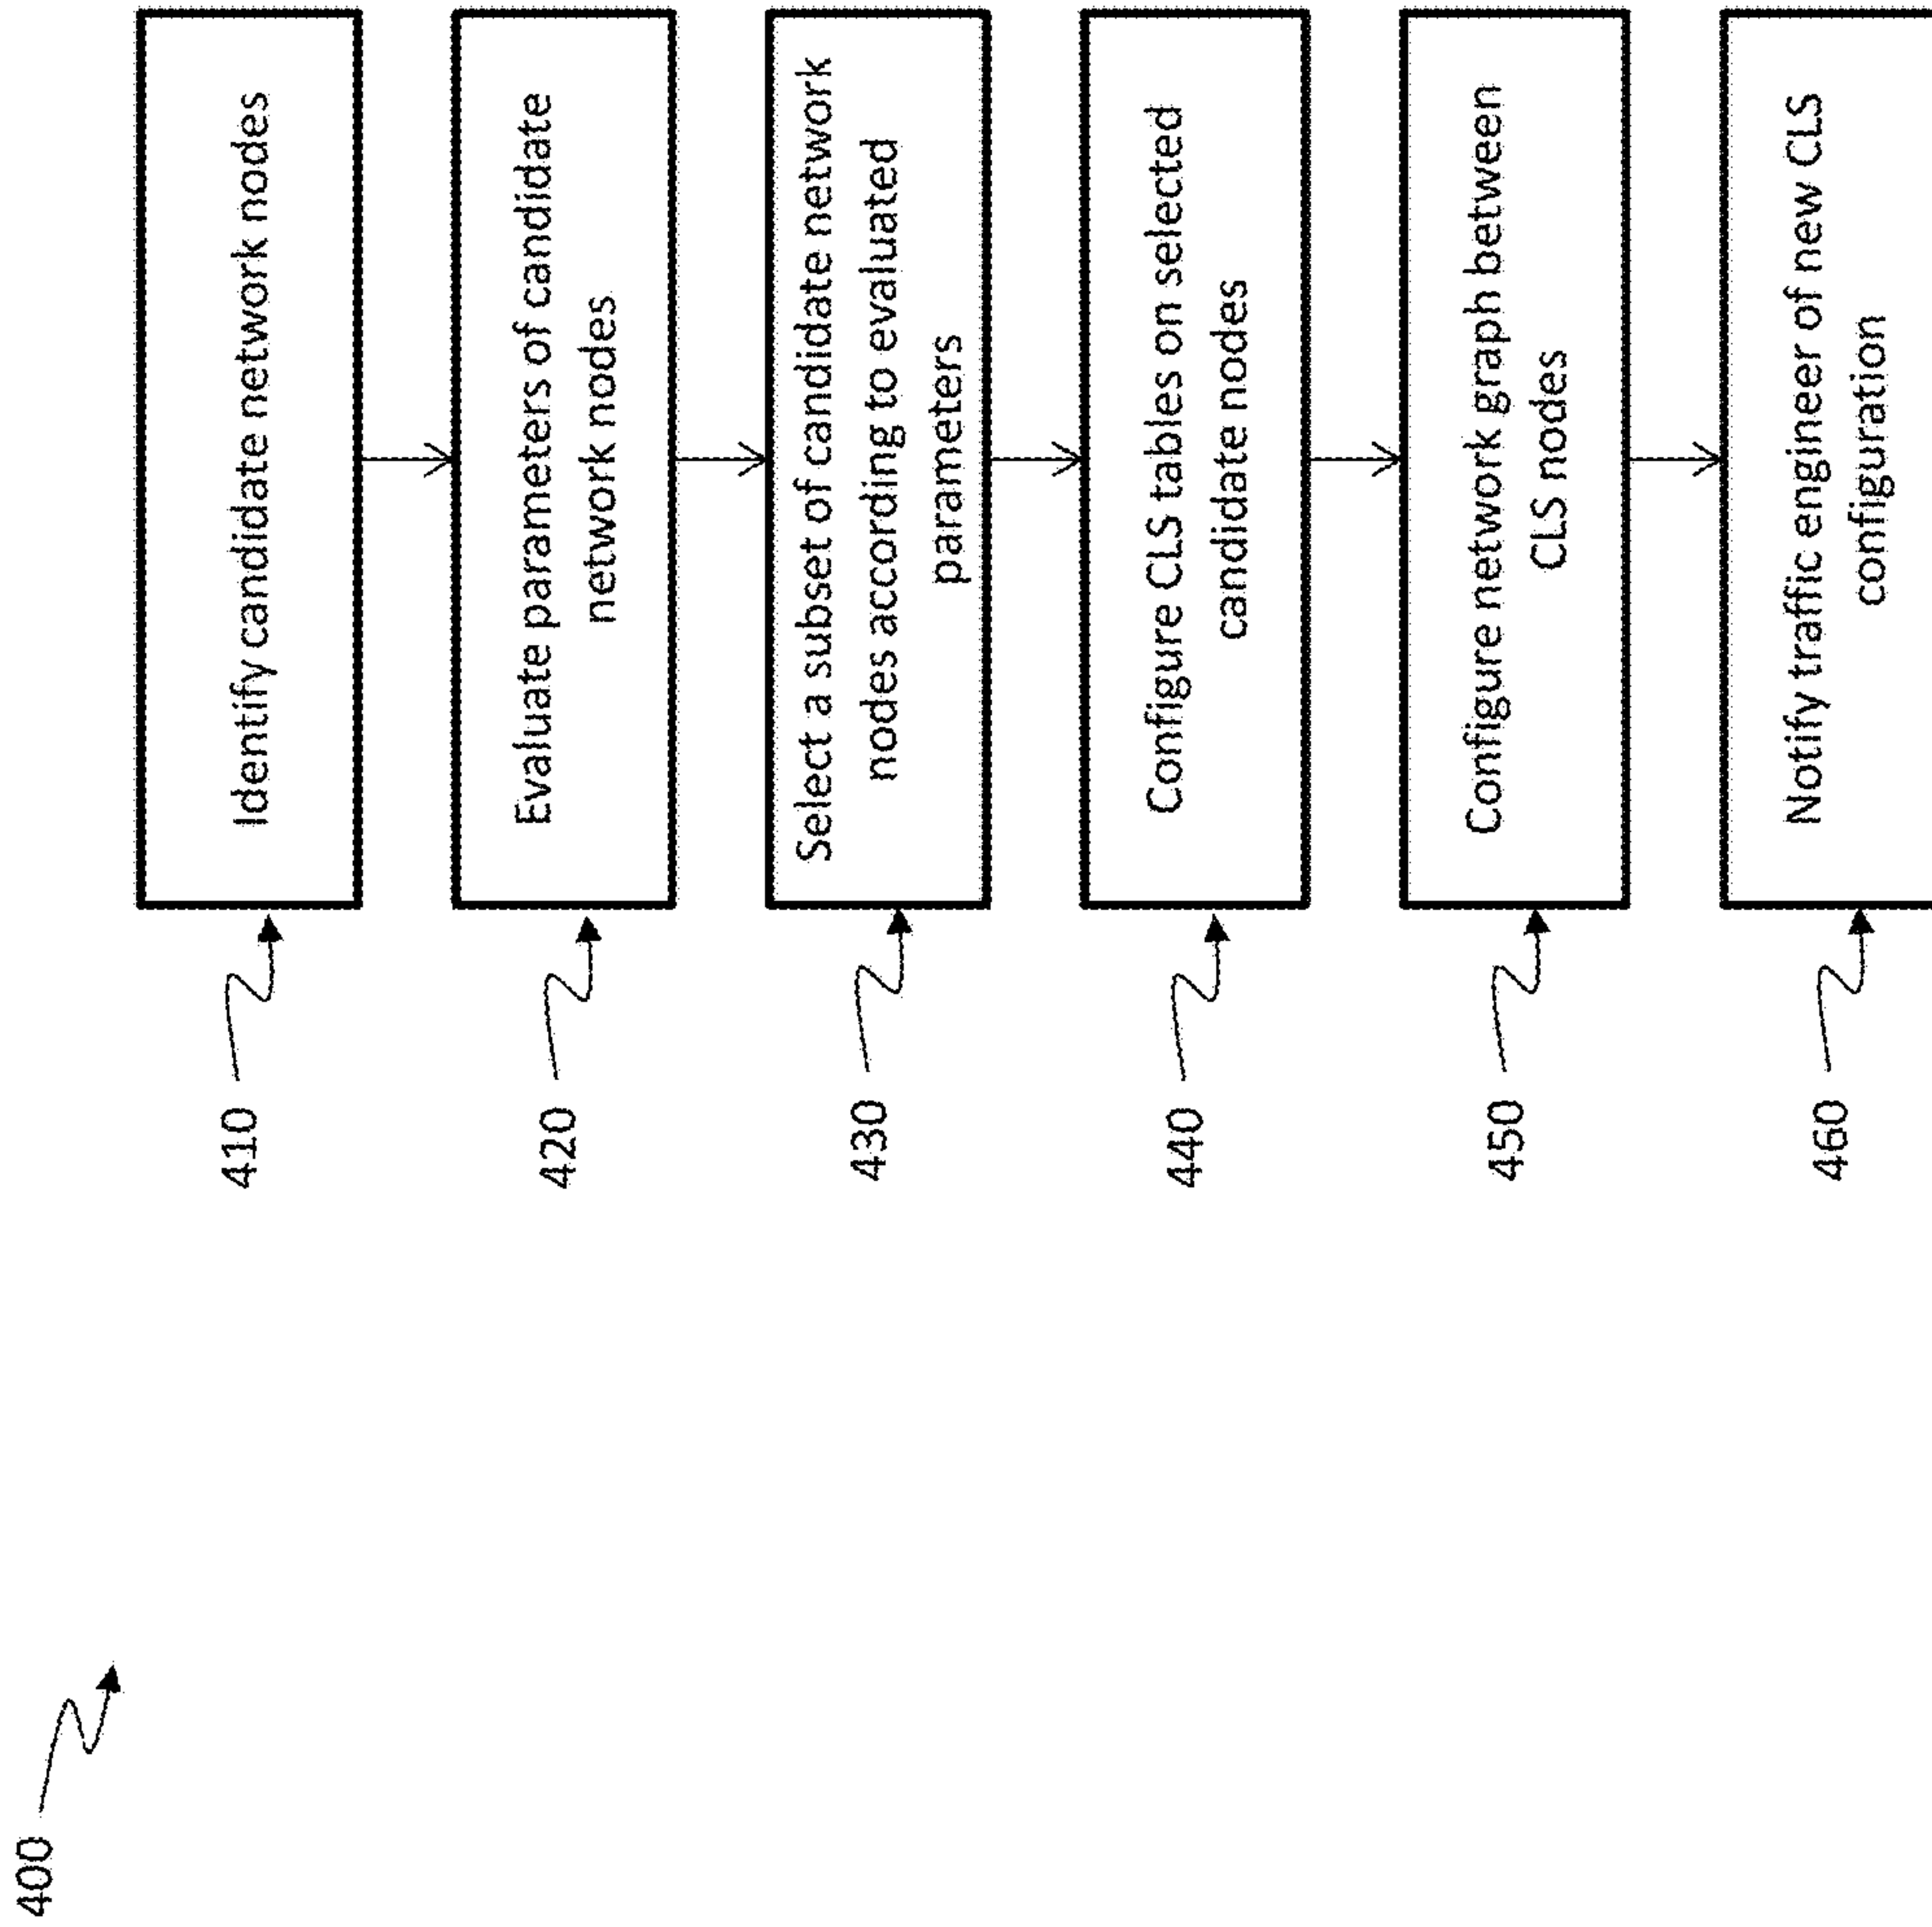 400
410
Identify candidate network nodes
420
Evaluate parameters of candidate
network nodes
430
Select a subset of candidate network
nodes according to evaluated
parameters
440
Configure CLS tables on selected
candidate nodes
450
Configure network graph between
CLS nodes
460
Notify traffic engineer of new CLS
configuration